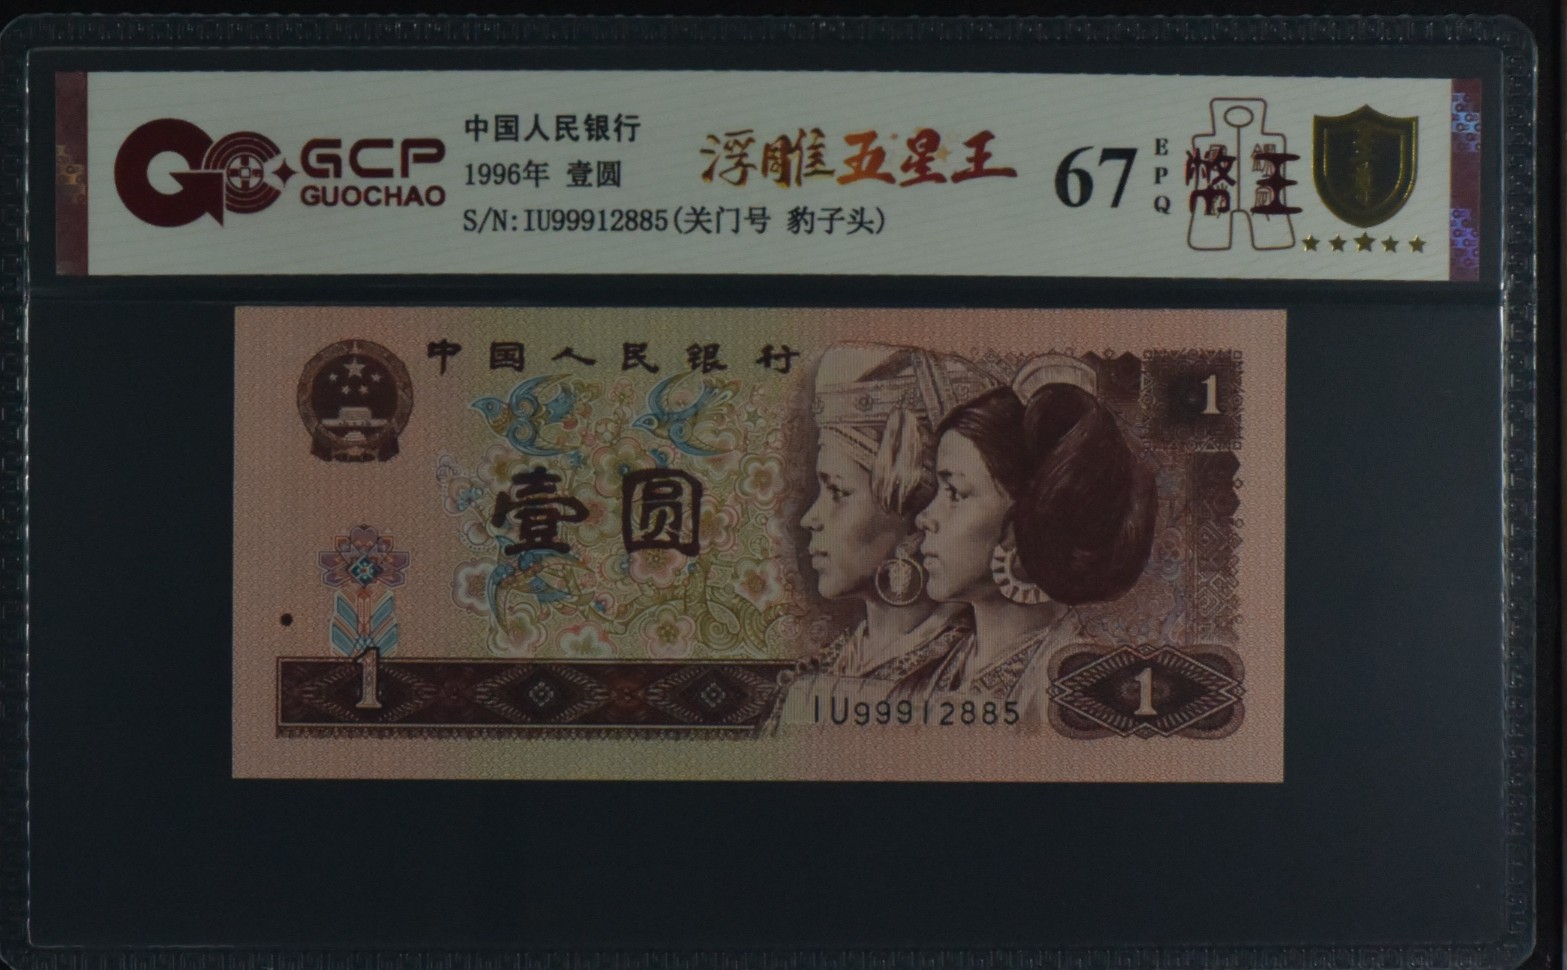 GCP
GUOCHAO
中国人民银行
1996年 壹圆
S/N:IU99912885(关门号 豹子头)
浮雕五星王
67
EPQ
中国人民银行
1
壹圆
1
IU99912885
1